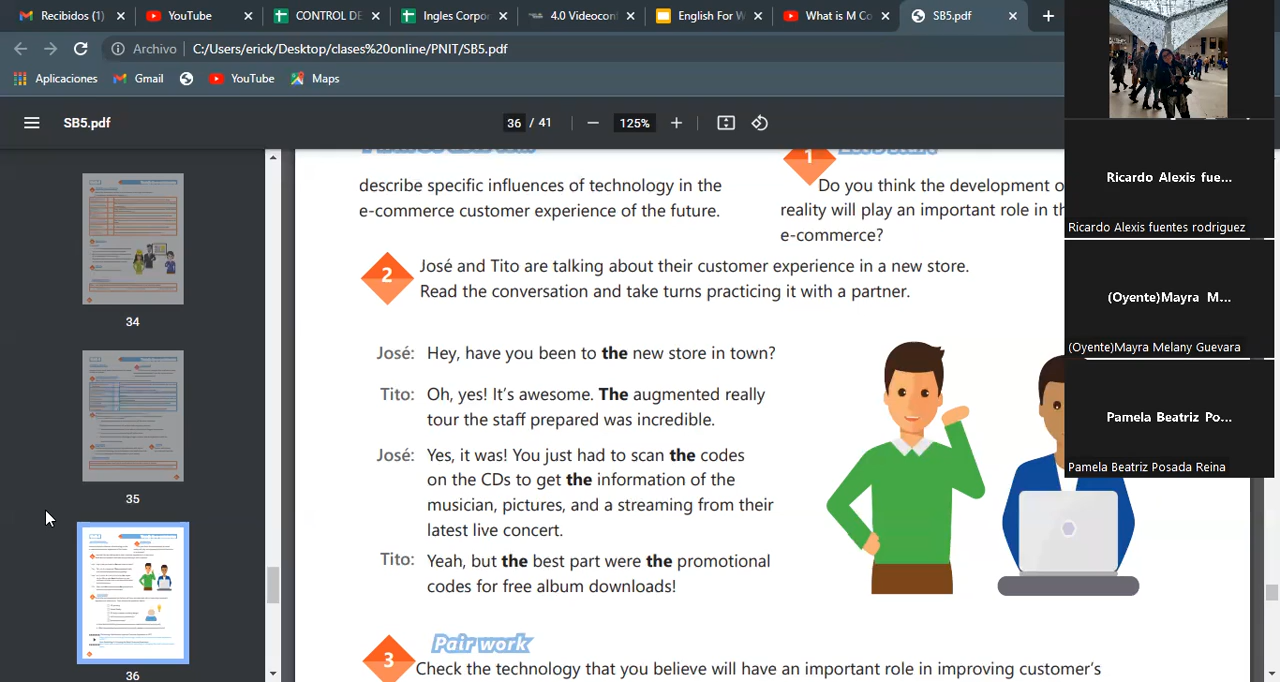 Recibidos (1)
YouTube
CONTROL DE
Ingles Corpo
4.0 Videocon
English For W
What is M Co
SB5.pdf
Archivo
C:/Users/erick/Desktop/clases%20online/PNIT/SB5.pdf
Aplicaciones
Gmail
YouTube
Maps
SB5.pdf
36 / 41
125%
34
35
36
describe specific influences of technology in the
e-commerce customer experience of the future.
1
Do you think the development o
reality will play an important role in th
e-commerce?
2
José and Tito are talking about their customer experience in a new store.
Read the conversation and take turns practicing it with a partner.
José: Hey, have you been to the new store in town?
Tito: Oh, yes! It's awesome. The augmented really
tour the staff prepared was incredible.
José: Yes, it was! You just had to scan the codes
on the CDs to get the information of the
musician, pictures, and a streaming from their
latest live concert.
Tito: Yeah, but the best part were the promotional
codes for free album downloads!
3
Pair work
Check the technology that you believe will have an important role in improving customer's
Ricardo Alexis fue...
Ricardo Alexis fuentes rodriguez
(Oyente)Mayra M...
(Oyente)Mayra Melany Guevara
Pamela Beatriz Po...
Pamela Beatriz Posada Reina